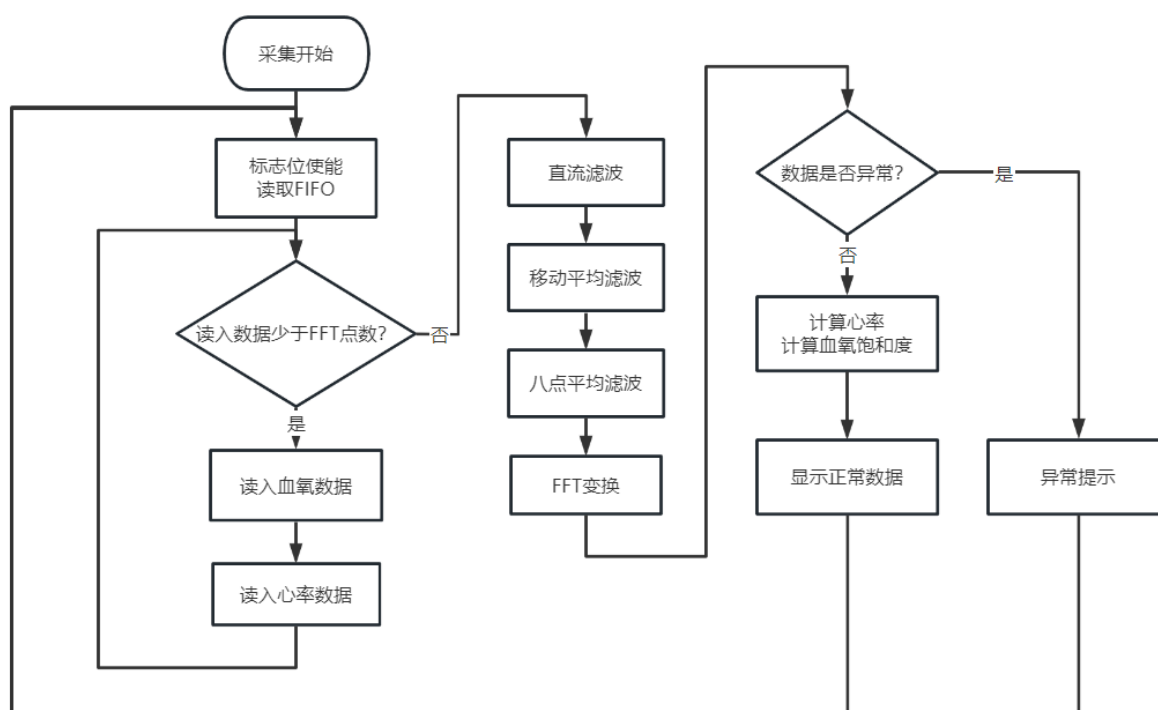 采集开始
标志位使能
读取FIFO
读入数据少于FFT点数?
否
是
读入血氧数据
读入心率数据
直流滤波
移动平均滤波
八点平均滤波
FFT变换
数据是否异常?
是
否
计算心率
计算血氧饱和度
显示正常数据
异常提示